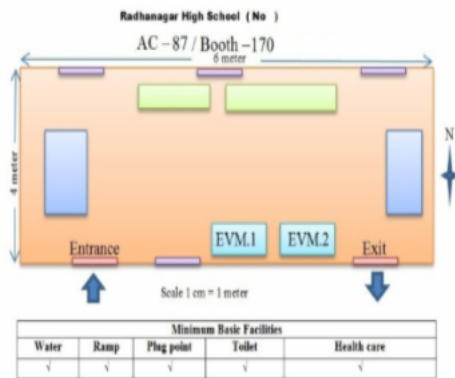 Radhanagar High School ( No )
AC – 87 / Booth –170
6 meter
4 meter
N
EVM.1 EVM.2
Entrance Exit
Scale 1 cm = 1 meter
Minimum Basic Facilities
Water Ramp Plug point Toilet Health care
√ √ √ √ √